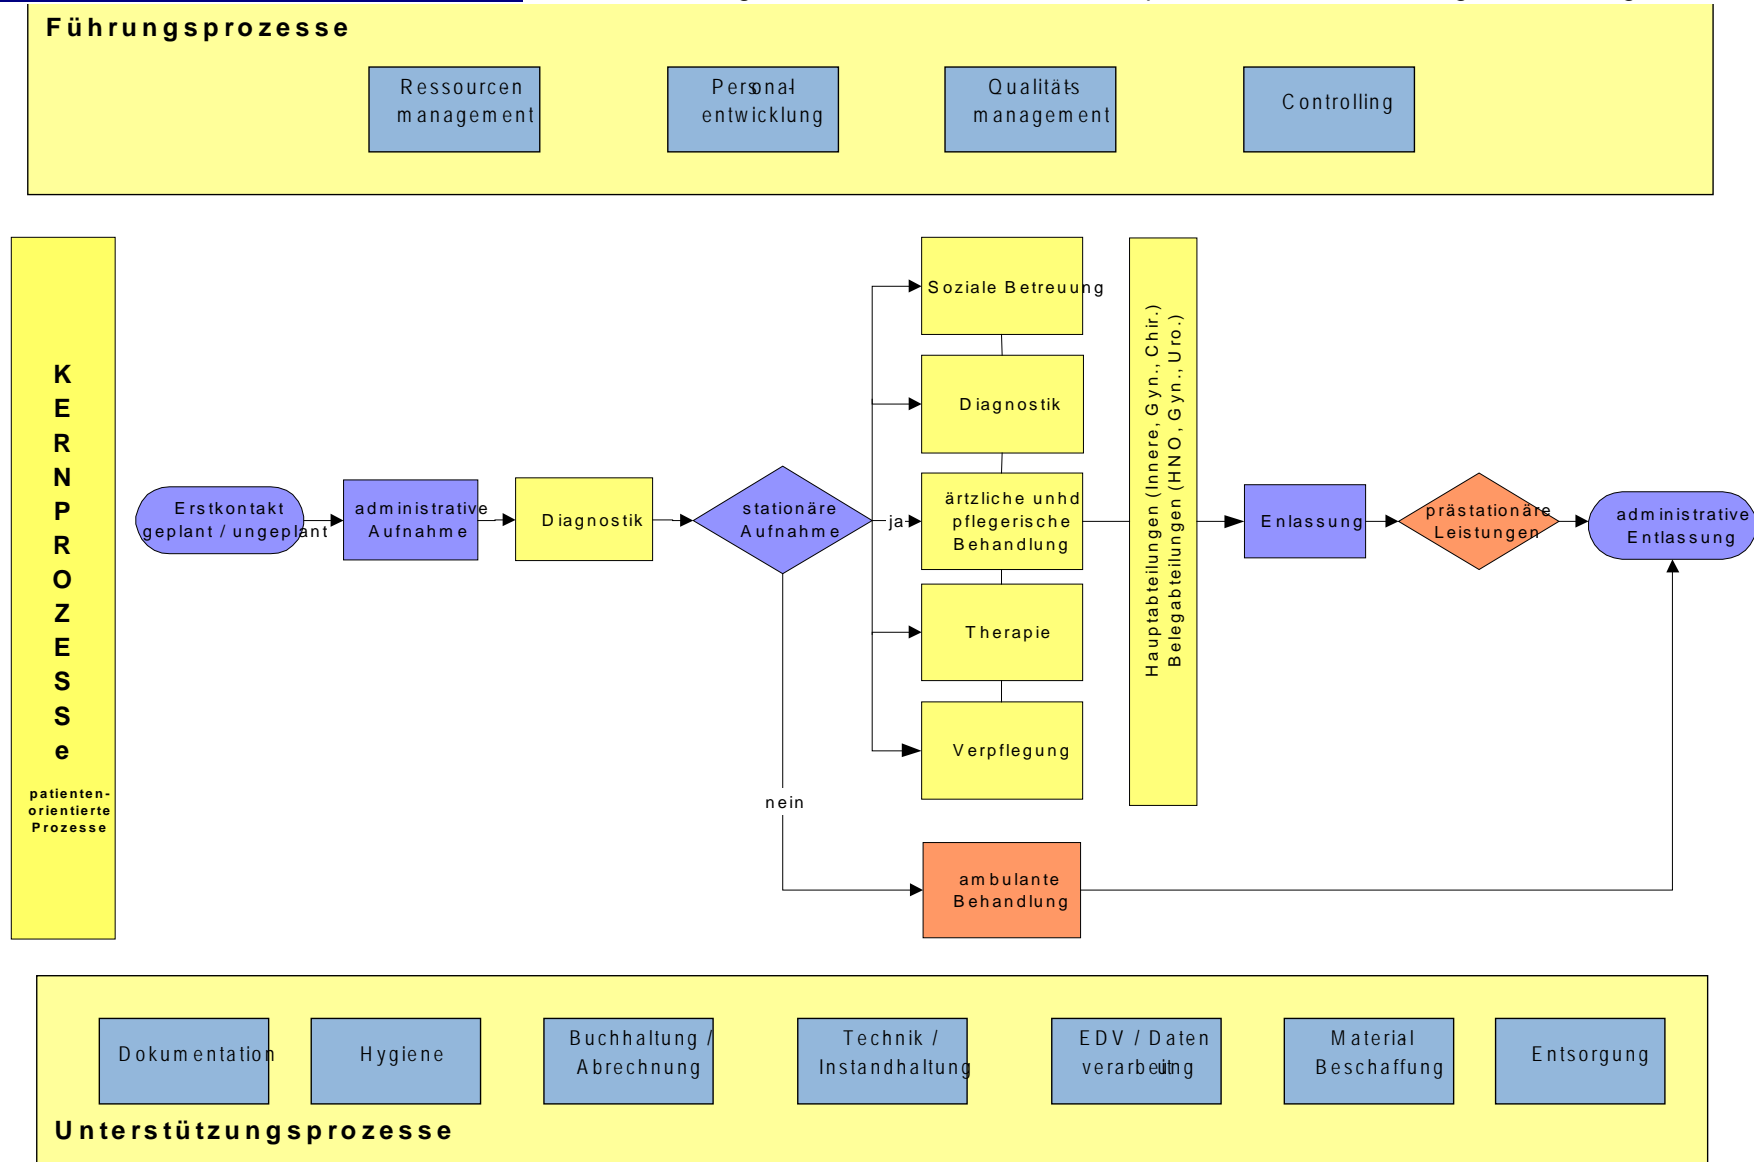 Führungsprozesse
Ressourcen
management
Personal-
entwicklung
Qualitäts-
management
Controlling
KERNPROZESSe
patienten-
orientierte
Prozesse
Erstkontakt
geplant / ungeplant
administrative
Aufnahme
Diagnostik
stationäre
Aufnahme
ja
nein
Soziale Betreuung
Diagnostik
ärtzliche unhd
pflegerische
Behandlung
Therapie
Verpflegung
ambulante
Behandlung
Hauptabteilungen (Innere, Gyn., Chir.)
Belegabteilungen (HNO, Gyn., Uro.)
Enlassung
prästationäre
Leistungen
administrative
Entlassung
Dokumentation
Hygiene
Buchhaltung /
Abrechnung
Technik /
Instandhaltung
EDV / Daten
verarbeitung
Material
Beschaffung
Entsorgung
Unterstützungsprozesse